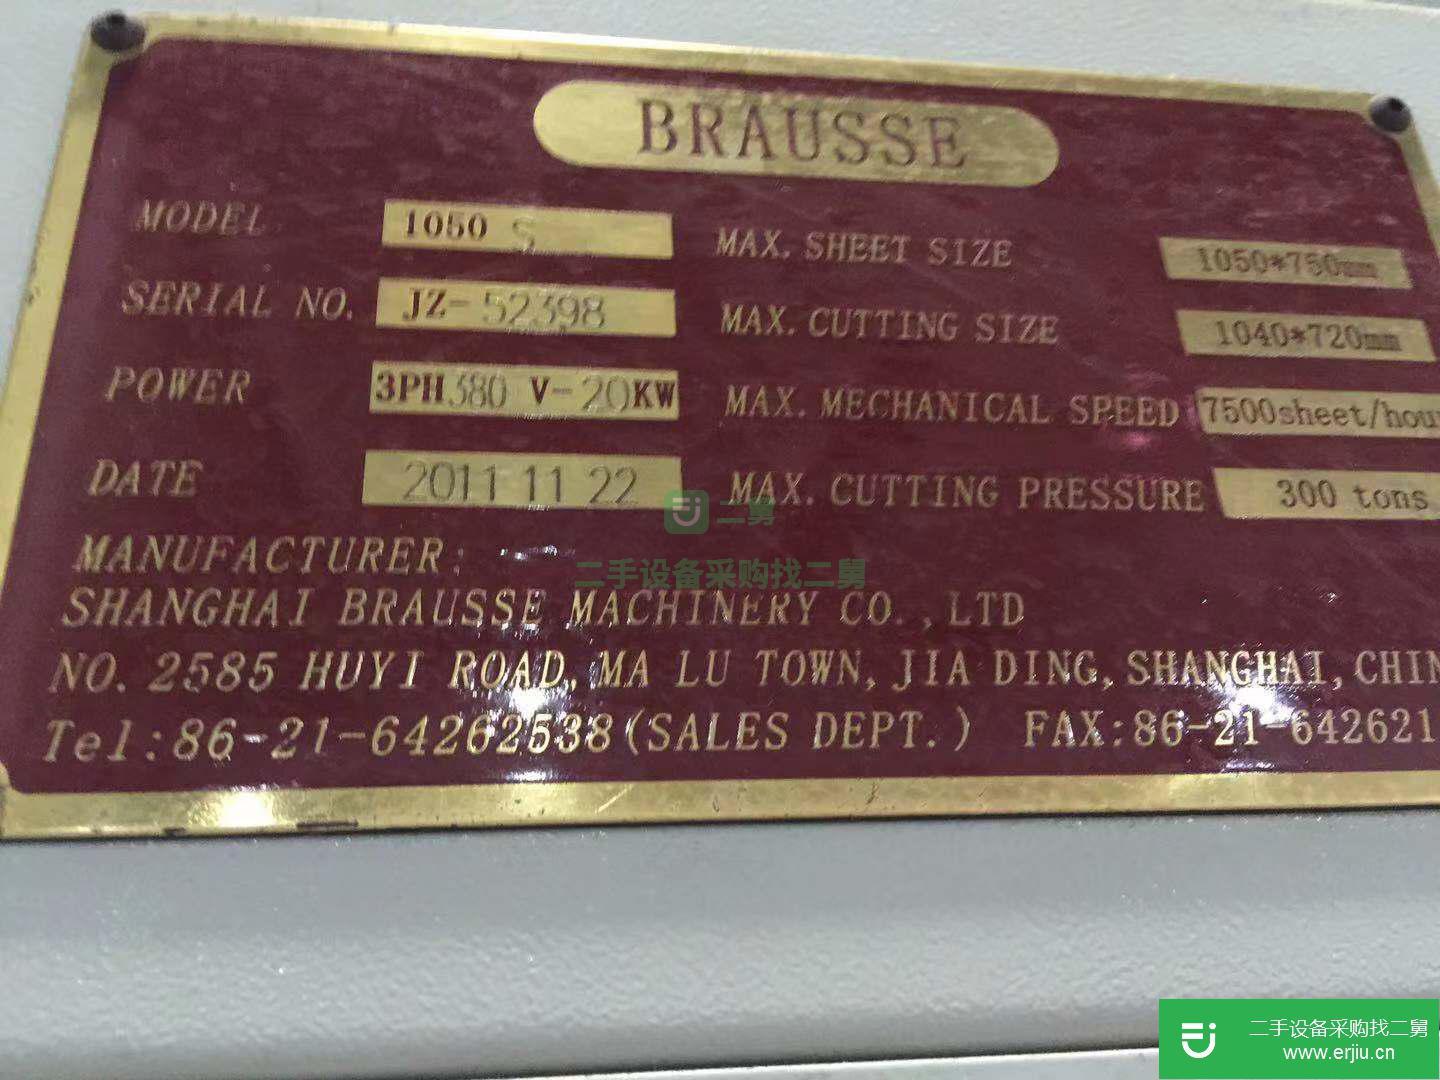 BRAUSSE
MODEL 1050 S MAX. SHEET SIZE 1050*750mm
SERIAL NO. JZ-52398 MAX. CUTTING SIZE 1040*720mm
POWER 3PH 380 V-20KW MAX. MECHANICAL SPEED 7500sheet/hou
DATE 2011 11 22 MAX. CUTTING PRESSURE 300 tons
MANUFACTURER:
SHANGHAI BRAUSSE MACHINERY CO.,LTD
NO. 2585 HUYI ROAD, MA LU TOWN, JIA DING, SHANGHAI, CHIN
Tel:86-21-64262538(SALES DEPT.) FAX:86-21-642621
二舅
二手设备采购找二舅
二手设备采购找二舅
www.erjiu.cn